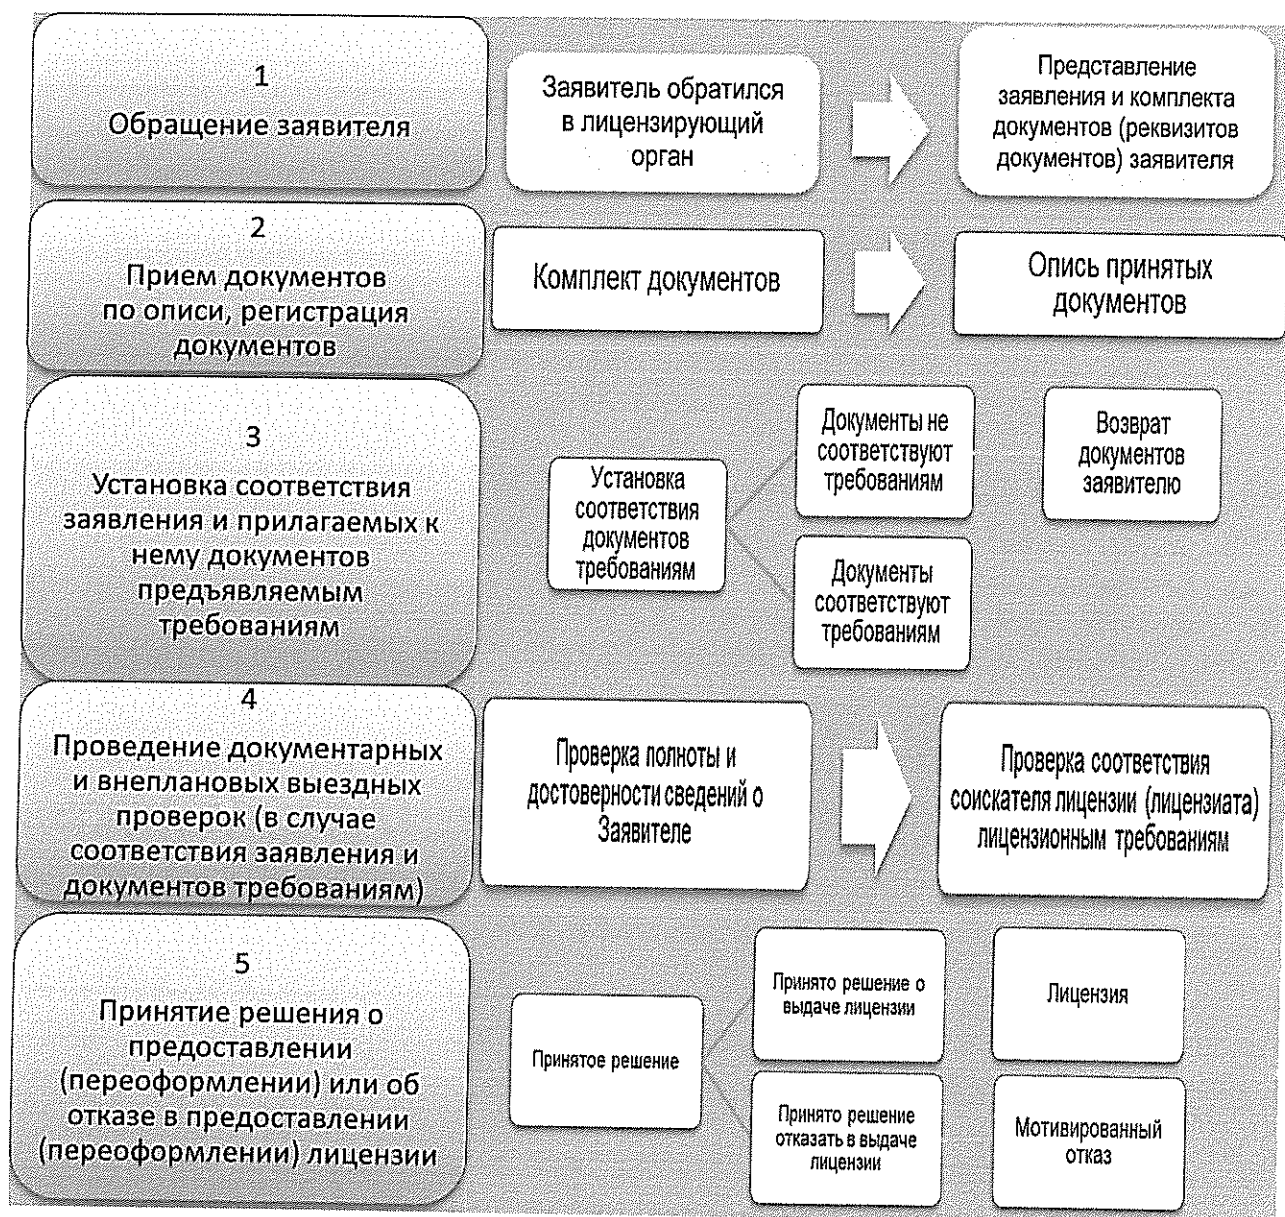 1
Обращение заявителя
Заявитель обратился
в лицензирующий
орган
Представление
заявления и комплекта
документов (реквизитов
документов) заявителя
2
Прием документов
по описи, регистрация
документов
Комплект документов
Опись принятых
документов
3
Установка соответствия
заявления и прилагаемых к
нему документов
предъявляемым
требованиям
Установка
соответствия
документов
требованиям
Документы не
соответствуют
требованиям
Возврат
документов
заявителю
Документы
соответствуют
требованиям
4
Проведение документарных
и внеплановых выездных
проверок (в случае
соответствия заявления и
документов требованиям)
Проверка полноты и
достоверности сведений о
Заявителе
Проверка соответствия
соискателя лицензии (лицензиата)
лицензионным требованиям
5
Принятие решения о
предоставлении
(переоформлении) или об
отказе в предоставлении
(переоформлении) лицензии
Принятое решение
Принято решение о
выдаче лицензии
Лицензия
Принято решение
отказать в выдаче
лицензии
Мотивированный
отказ